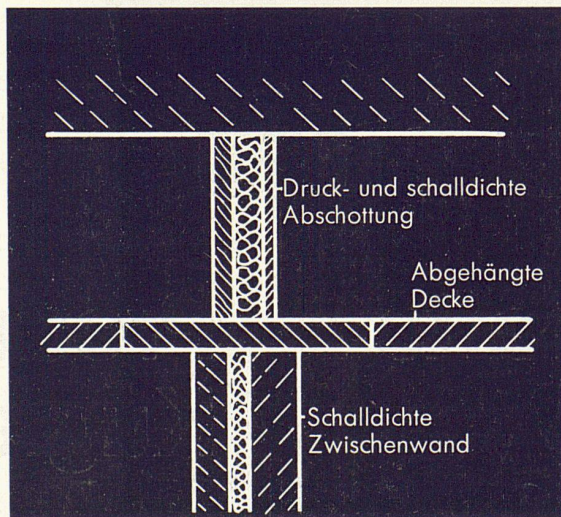 Druck- und schalldichte
Abschottung
Abgehängte
Decke
Schalldichte
Zwischenwand